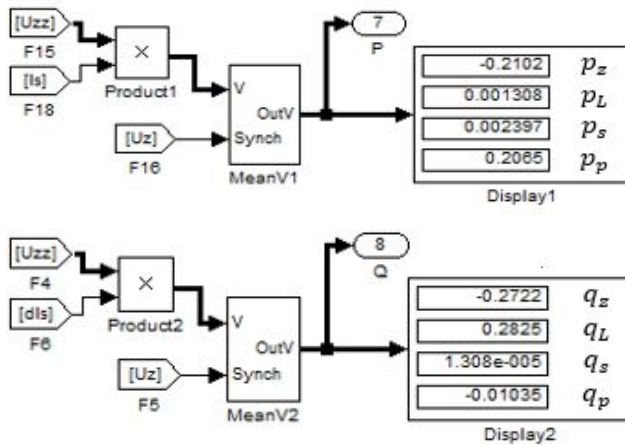 [Uzz]
F15
[Is]
F18
×
Product1
[Uz]
F16
V
OutV
Synch
MeanV1
7
P
-0.2102 p_z
0.001308 p_L
0.002397 p_s
0.2065 p_p
Display1
[Uzz]
F4
[dIs]
F6
×
Product2
[Uz]
F5
V
OutV
Synch
MeanV2
8
Q
-0.2722 q_z
0.2825 q_L
1.308e-005 q_s
-0.01035 q_p
Display2